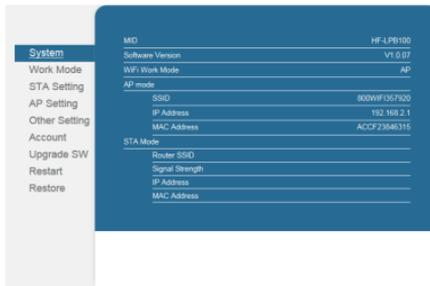 System
Work Mode
STA Setting
AP Setting
Other Setting
Account
Upgrade SW
Restart
Restore
MID HF-LPB100
Software Version V1.0.07
WiFi Work Mode AP
AP mode
SSID 800WIFI357920
IP Address 192.168.2.1
MAC Address ACCF23846315
STA Mode
Router SSID
Signal Strength
IP Address
MAC Address